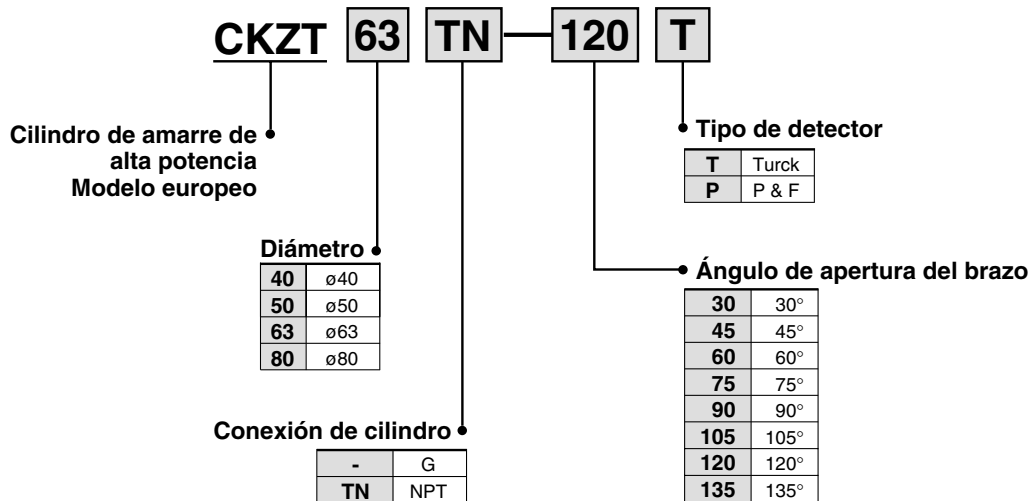 CKZT 63 TN 120 T
Cilindro de amarre de
alta potencia
Modelo europeo
Tipo de detector
T Turck
P P & F
Diámetro
40 ø40
50 ø50
63 ø63
80 ø80
Ángulo de apertura del brazo
30 30°
45 45°
60 60°
75 75°
90 90°
105 105°
120 120°
135 135°
Conexión de cilindro
- G
TN NPT